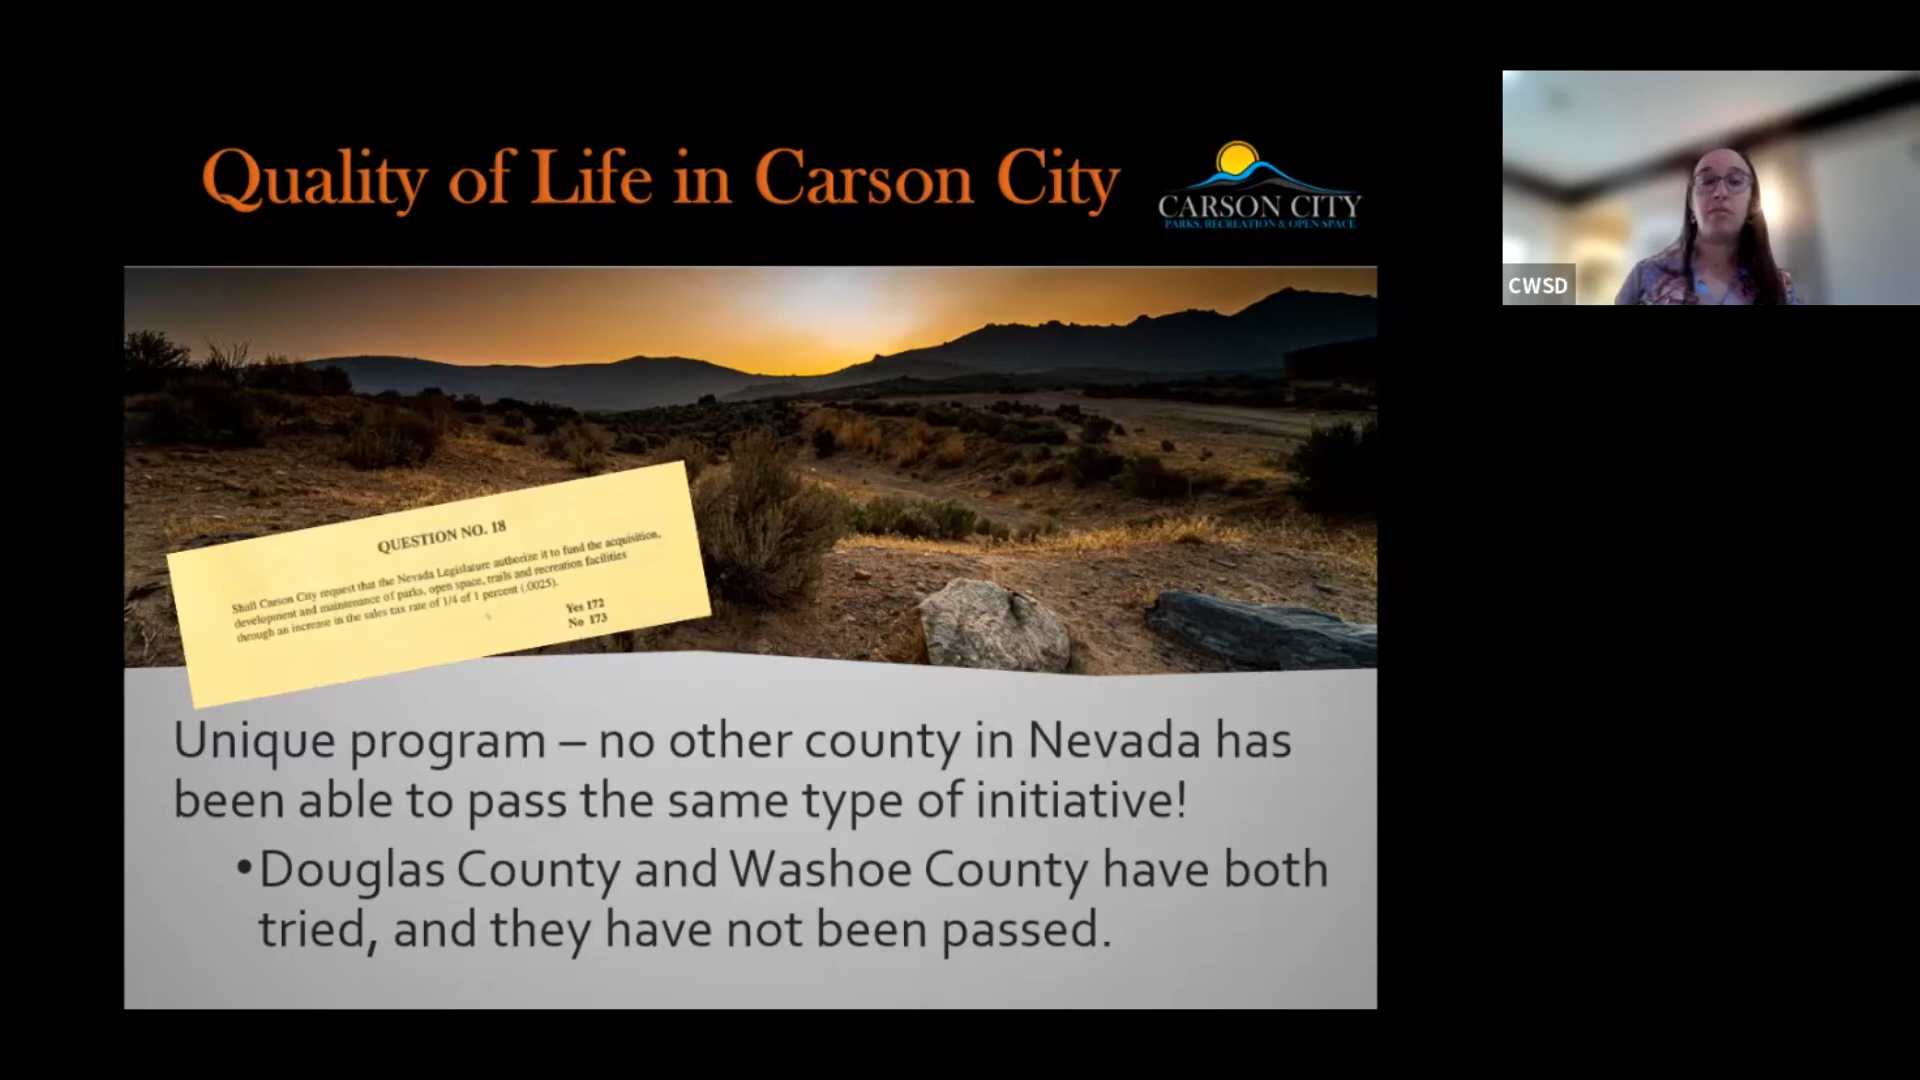 Quality of Life in Carson City
CARSON CITY
PARKS, RECREATION & OPEN SPACE
CWSD
QUESTION NO. 18
Shall Carson City request that the Nevada Legislature authorize it to fund the acquisition,
development and maintenance of parks, open space, trails and recreation facilities
through an increase in the sales tax rate of 1/4 of 1 percent (.0025).
Yes 172
No 173
Unique program – no other county in Nevada has
been able to pass the same type of initiative!
•Douglas County and Washoe County have both
tried, and they have not been passed.